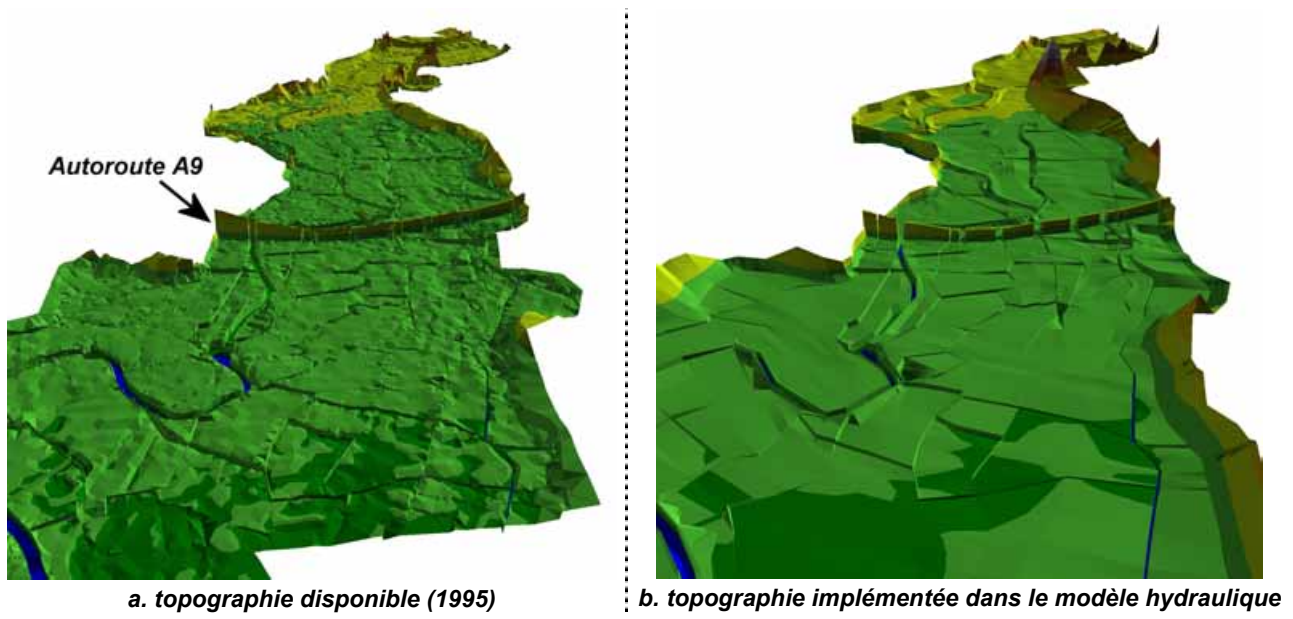 Autoroute A9
a. topographie disponible (1995)
b. topographie implémentée dans le modèle hydraulique